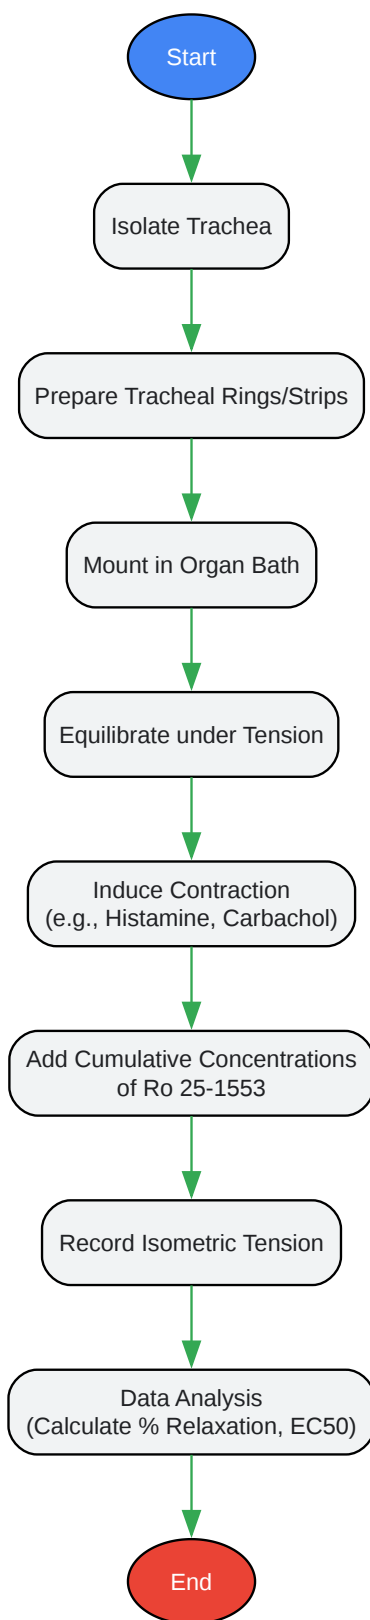 Start
Isolate Trachea
Prepare Tracheal Rings/Strips
Mount in Organ Bath
Equilibrate under Tension
Induce Contraction
(e.g., Histamine, Carbachol)
Add Cumulative Concentrations
of Ro 25-1553
Record Isometric Tension
Data Analysis
(Calculate % Relaxation, EC50)
End